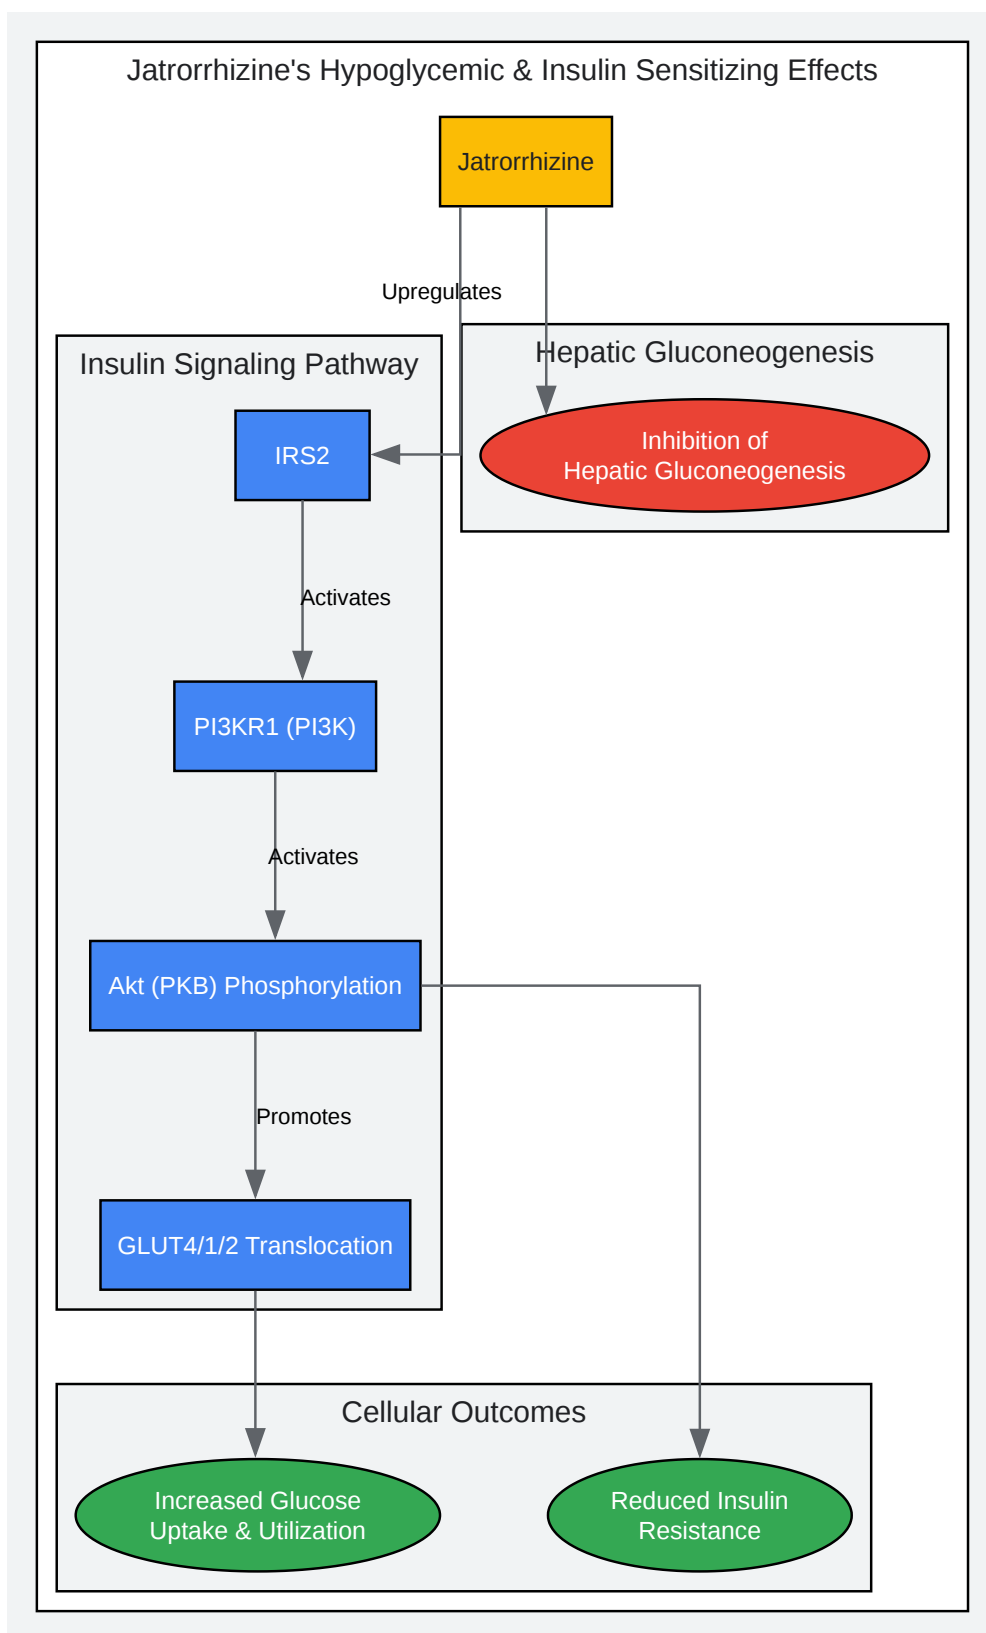 Jatrorrhizine's Hypoglycemic & Insulin Sensitizing Effects
Jatrorrhizine
Upregulates
Insulin Signaling Pathway
Hepatic Gluconeogenesis
IRS2
Inhibition of
Hepatic Gluconeogenesis
Activates
PI3KR1 (PI3K)
Activates
Akt (PKB) Phosphorylation
Promotes
GLUT4/1/2 Translocation
Cellular Outcomes
Increased Glucose
Uptake & Utilization
Reduced Insulin
Resistance